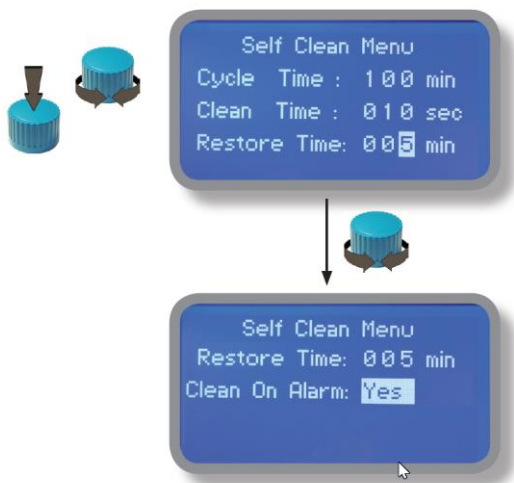 Self Clean Menu
Cycle Time : 100 min
Clean Time : 010 sec
Restore Time: 005 min
Self Clean Menu
Restore Time: 005 min
Clean On Alarm: Yes